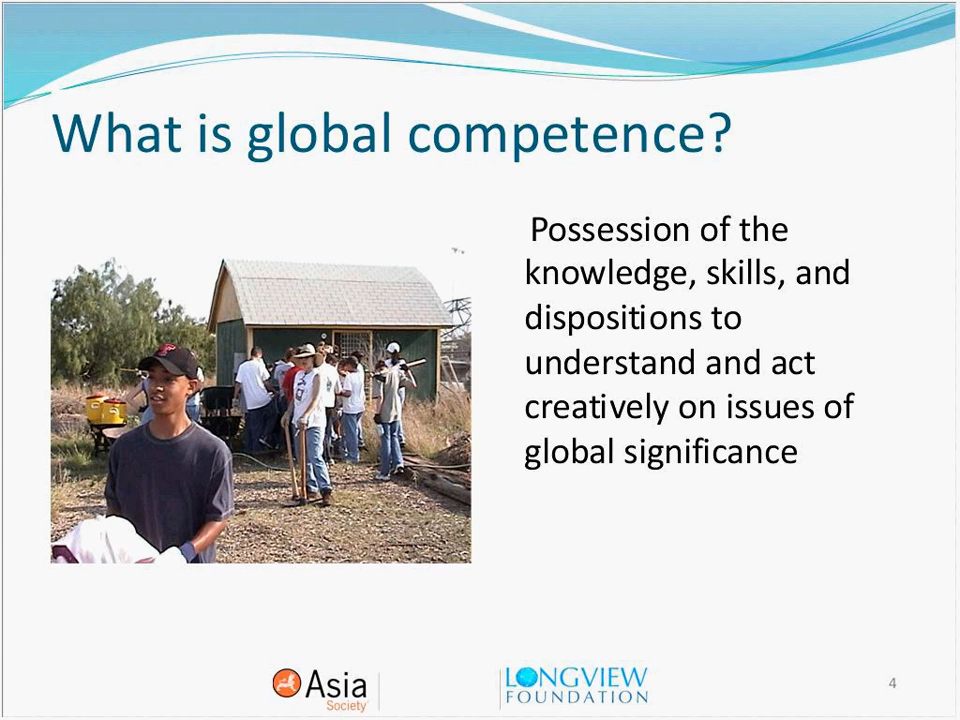 What is global competence?
Possession of the
knowledge, skills, and
dispositions to
understand and act
creatively on issues of
global significance
Asia
Society
LONGVIEW
FOUNDATION
4